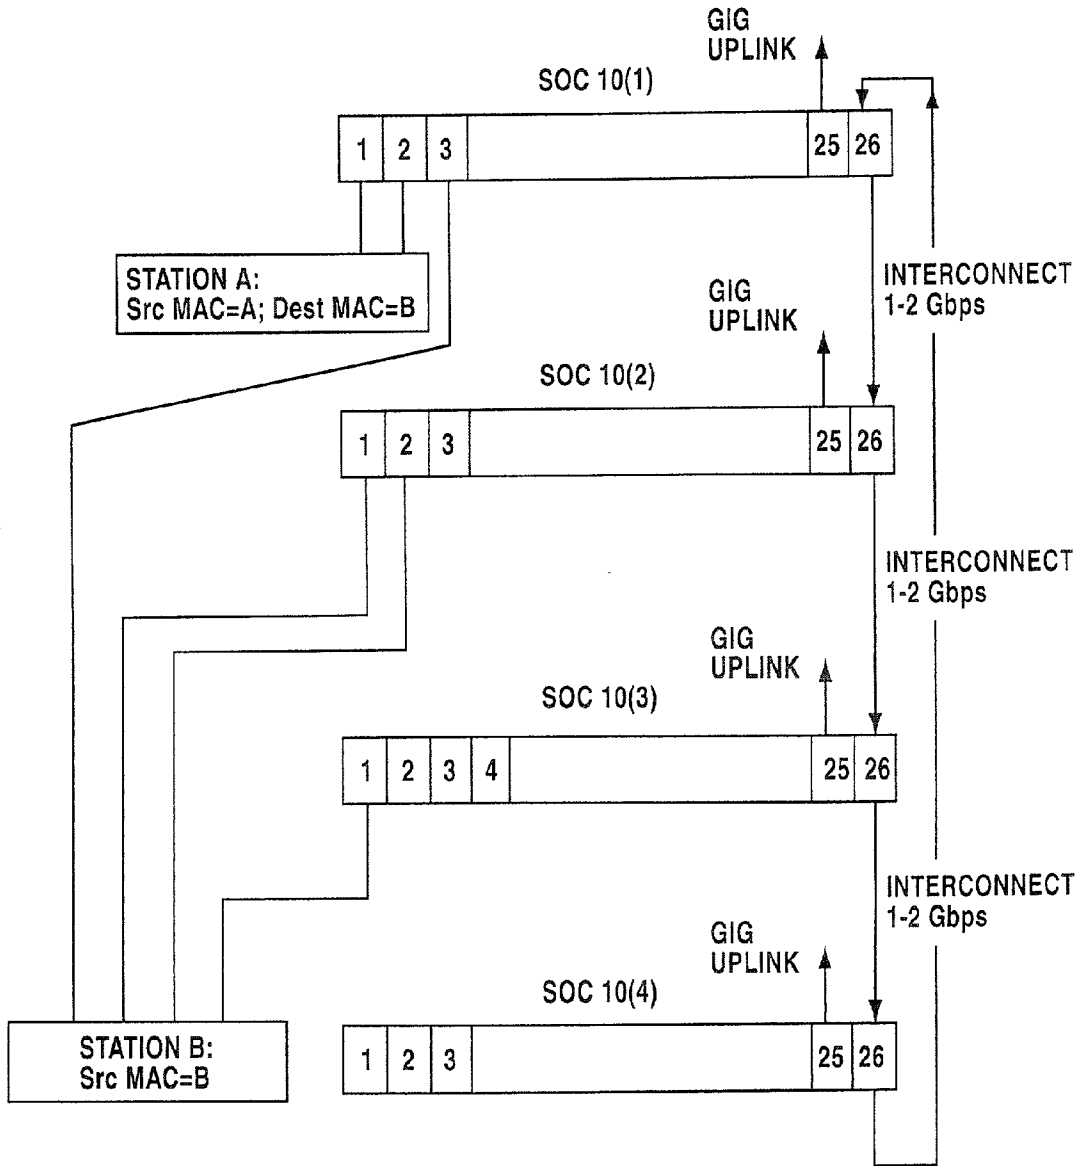 GIG
UPLINK
SOC 10(1)
1 2 3 25 26
STATION A:
Src MAC=A; Dest MAC=B
INTERCONNECT
1-2 Gbps
GIG
UPLINK
SOC 10(2)
1 2 3 25 26
INTERCONNECT
1-2 Gbps
GIG
UPLINK
SOC 10(3)
1 2 3 4 25 26
INTERCONNECT
1-2 Gbps
GIG
UPLINK
SOC 10(4)
1 2 3 25 26
STATION B:
Src MAC=B